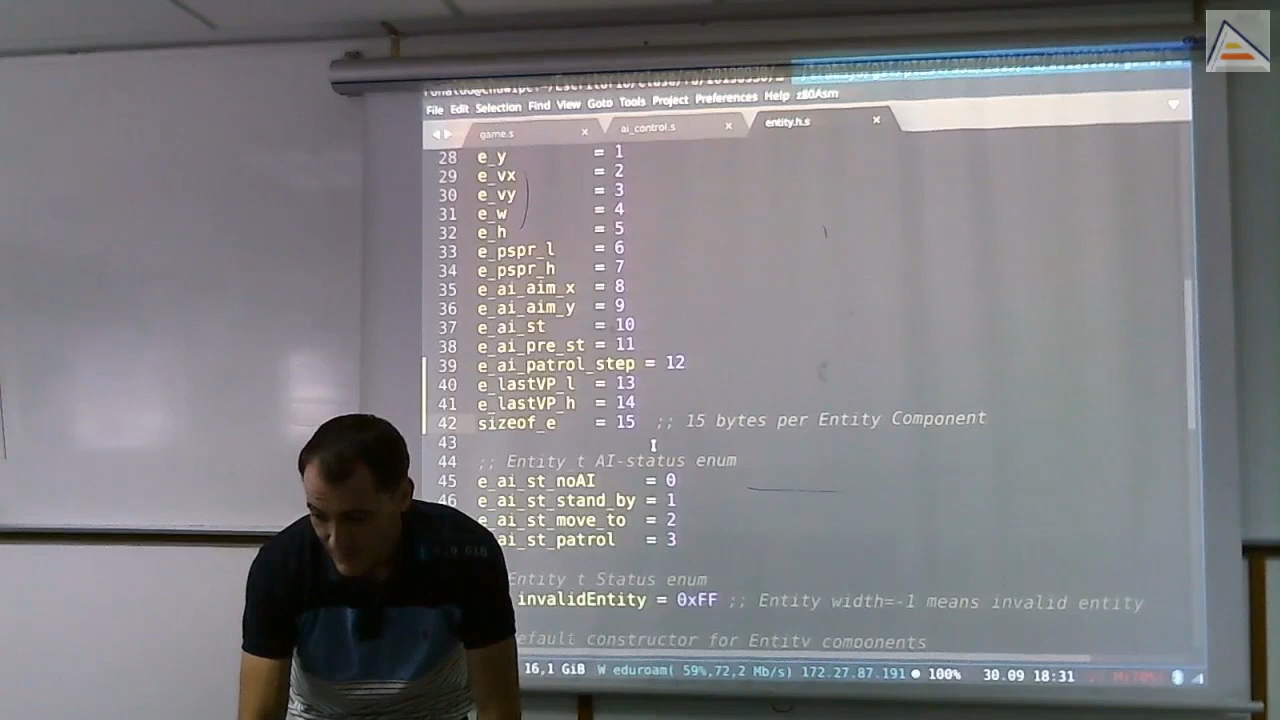 File Edit Selection Find View Goto Tools Project Preferences Help z80Asm
game.s ai_control.s entity.h.s
28 e_y = 1
29 e_vx = 2
30 e_vy = 3
31 e_w = 4
32 e_h = 5
33 e_pspr_l = 6
34 e_pspr_h = 7
35 e_ai_aim_x = 8
36 e_ai_aim_y = 9
37 e_ai_st = 10
38 e_ai_pre_st = 11
39 e_ai_patrol_step = 12
40 e_lastVP_l = 13
41 e_lastVP_h = 14
42 sizeof_e = 15 ;; 15 bytes per Entity Component
43
44 ;; Entity_t AI-status enum
45 e_ai_st_noAI = 0
46 e_ai_st_stand_by = 1
e_ai_st_move_to = 2
ai_st_patrol = 3
Entity_t Status enum
invalidEntity = 0xFF ;; Entity width=-1 means invalid entity
efault constructor for Entity components
16,1 GiB W eduroam( 59%,72,2 Mb/s) 172.27.87.191 100% 30.09 18:31